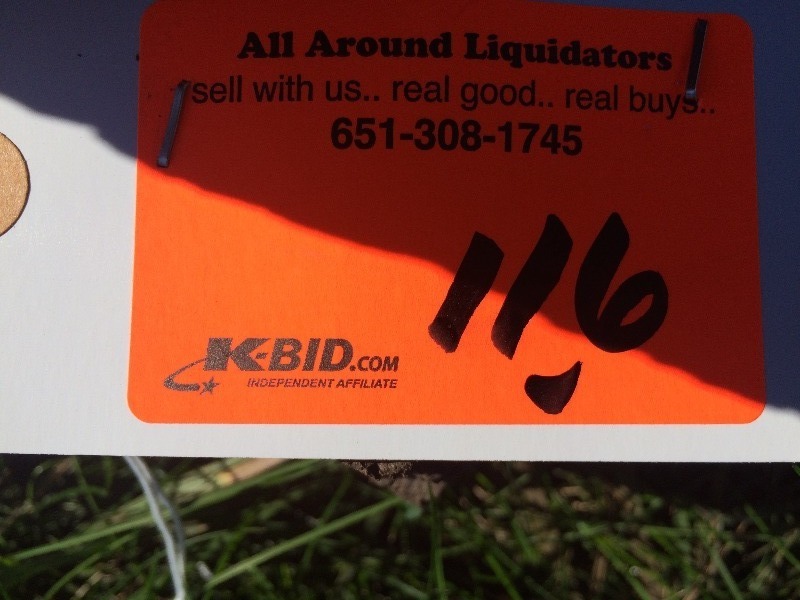 All Around Liquidators
sell with us.. real good.. real buys..
651-308-1745
116
K-BID.COM
INDEPENDENT AFFILIATE